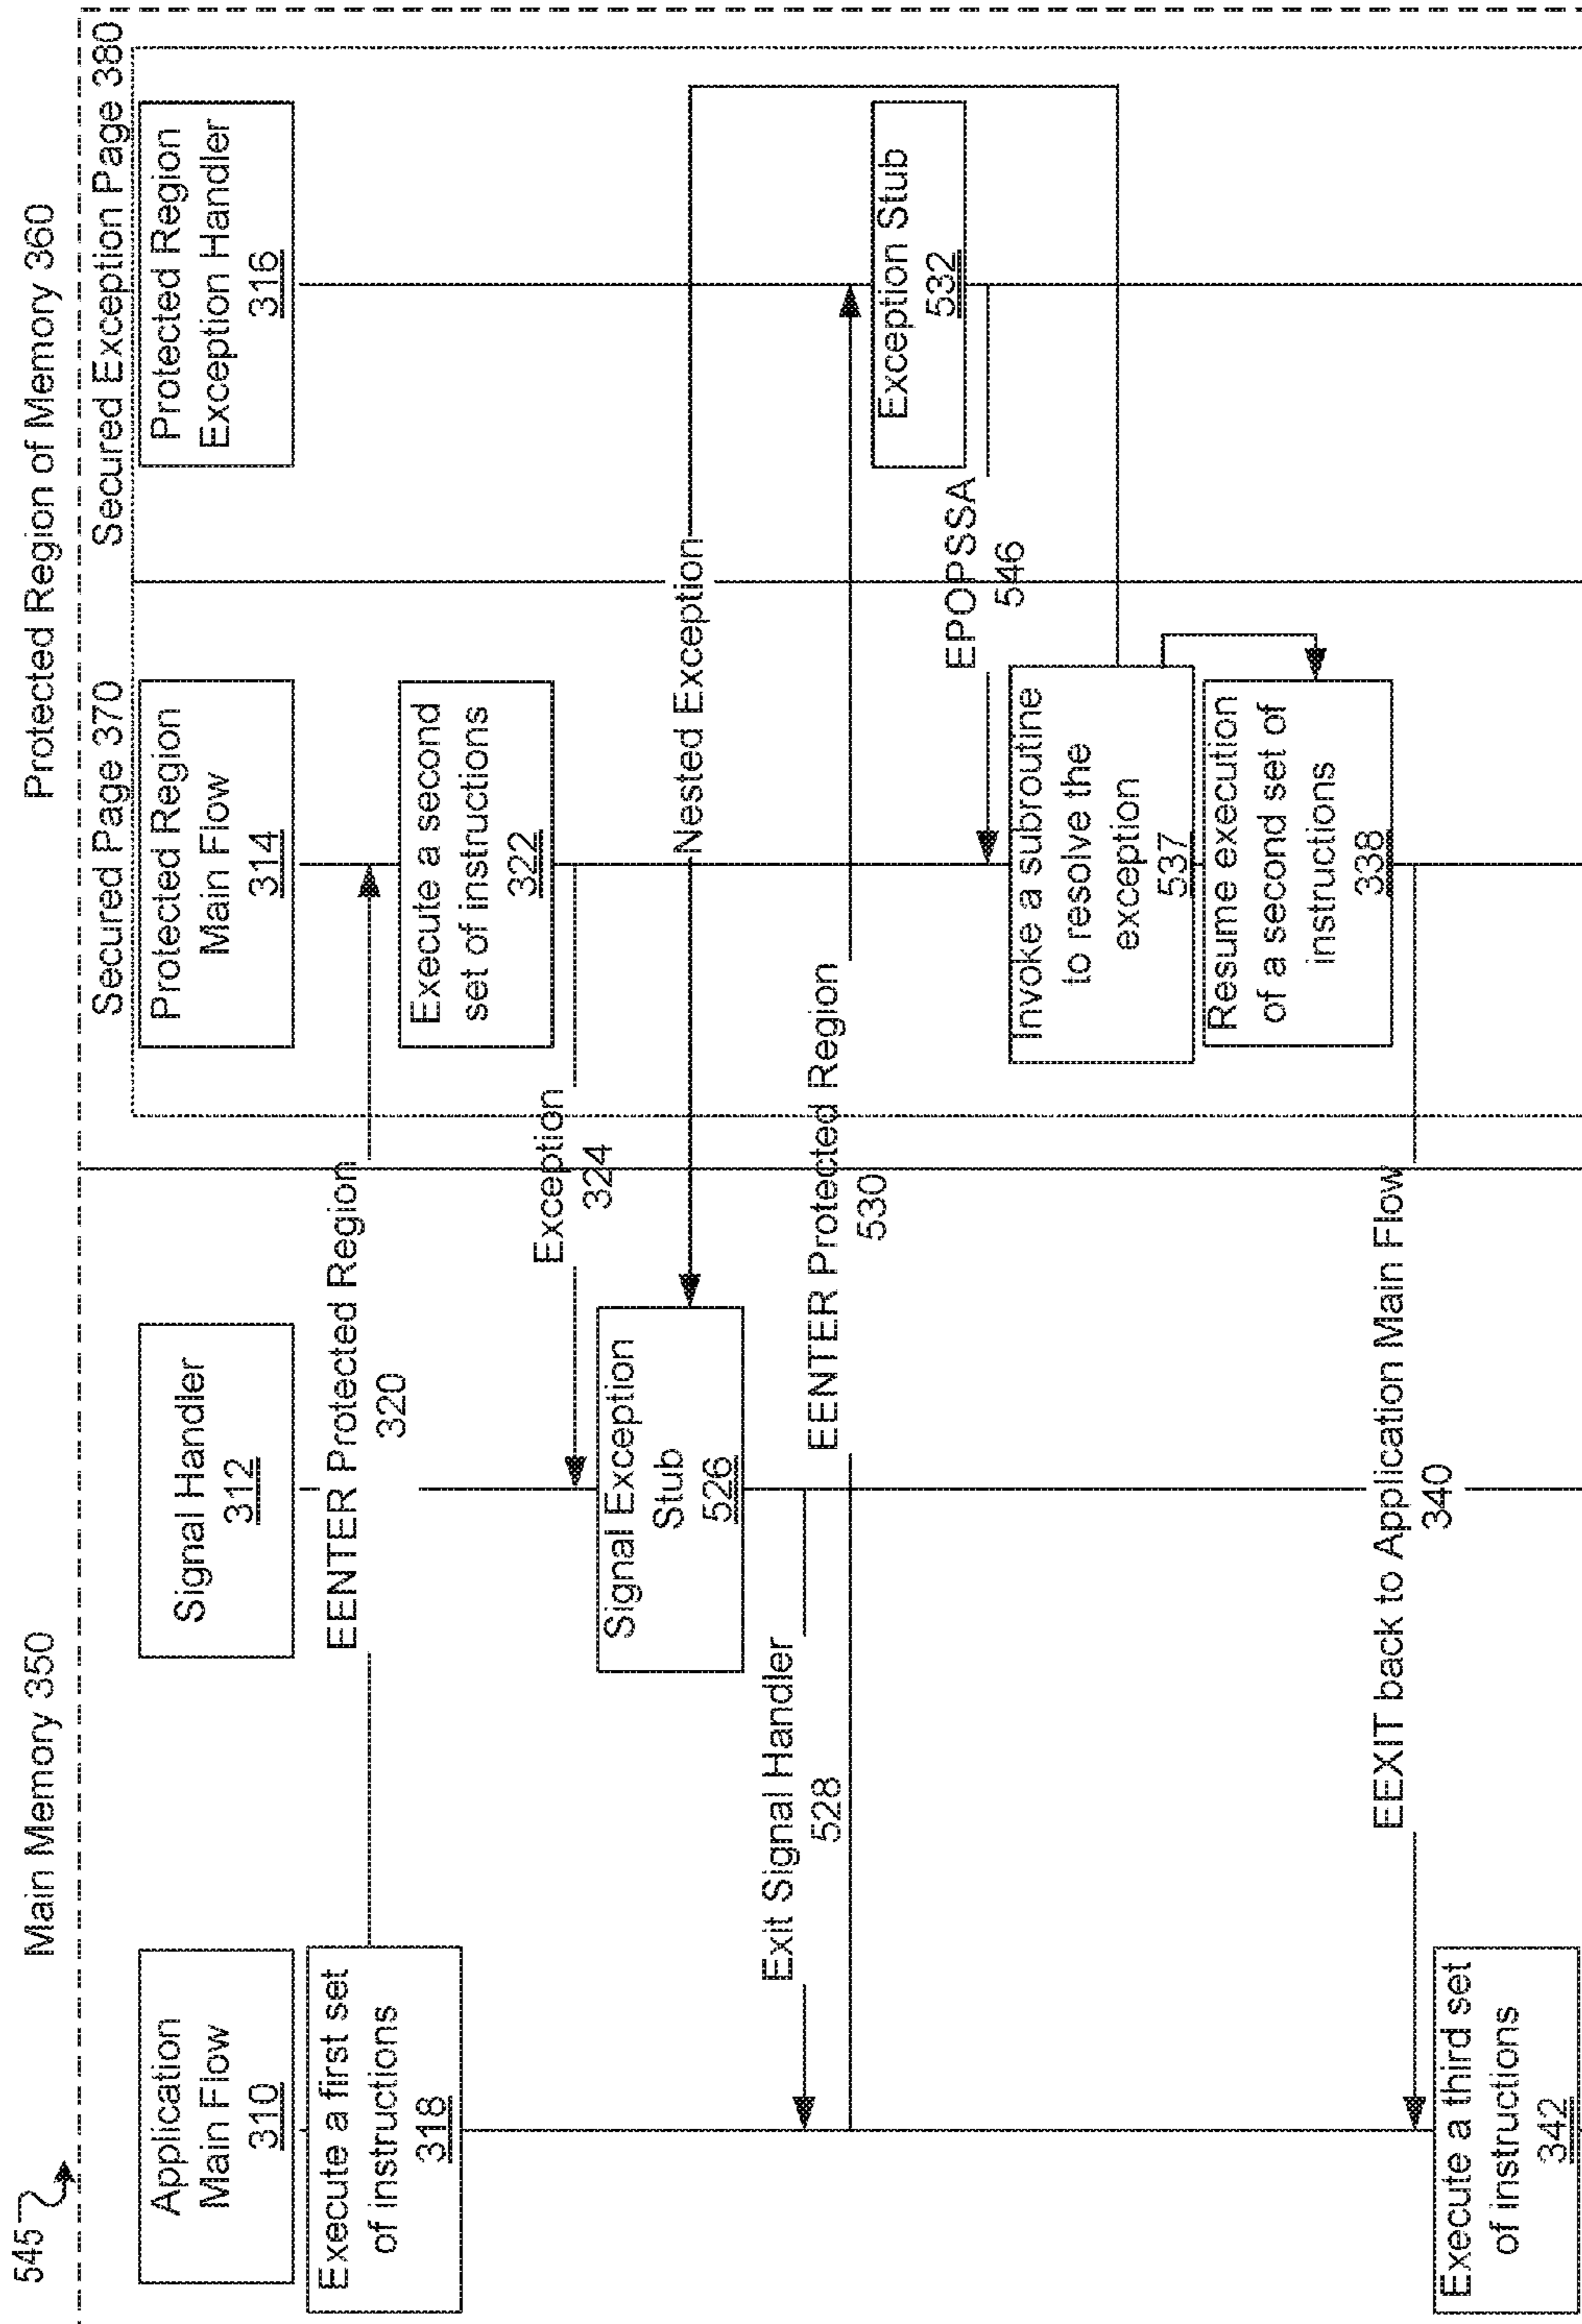 545
Main Memory 350
Protected Region of Memory 360
Secured Page 370
Secured Exception Page 380
Application
Main Flow
310
Signal Handler
312
Protected Region
Main Flow
314
Protected Region
Exception Handler
316
Execute a first set
of instructions
318
EENTER Protected Region
320
Execute a second
set of instructions
322
Exception
324
Signal Exception
Stub
526
Nested Exception
Exit Signal Handler
528
EENTER Protected Region
530
Exception Stub
532
EPOPSSA
546
Invoke a subroutine
to resolve the
exception
537
Resume execution
of a second set of
instructions
338
EEXIT back to Application Main Flow
340
Execute a third set
of instructions
342